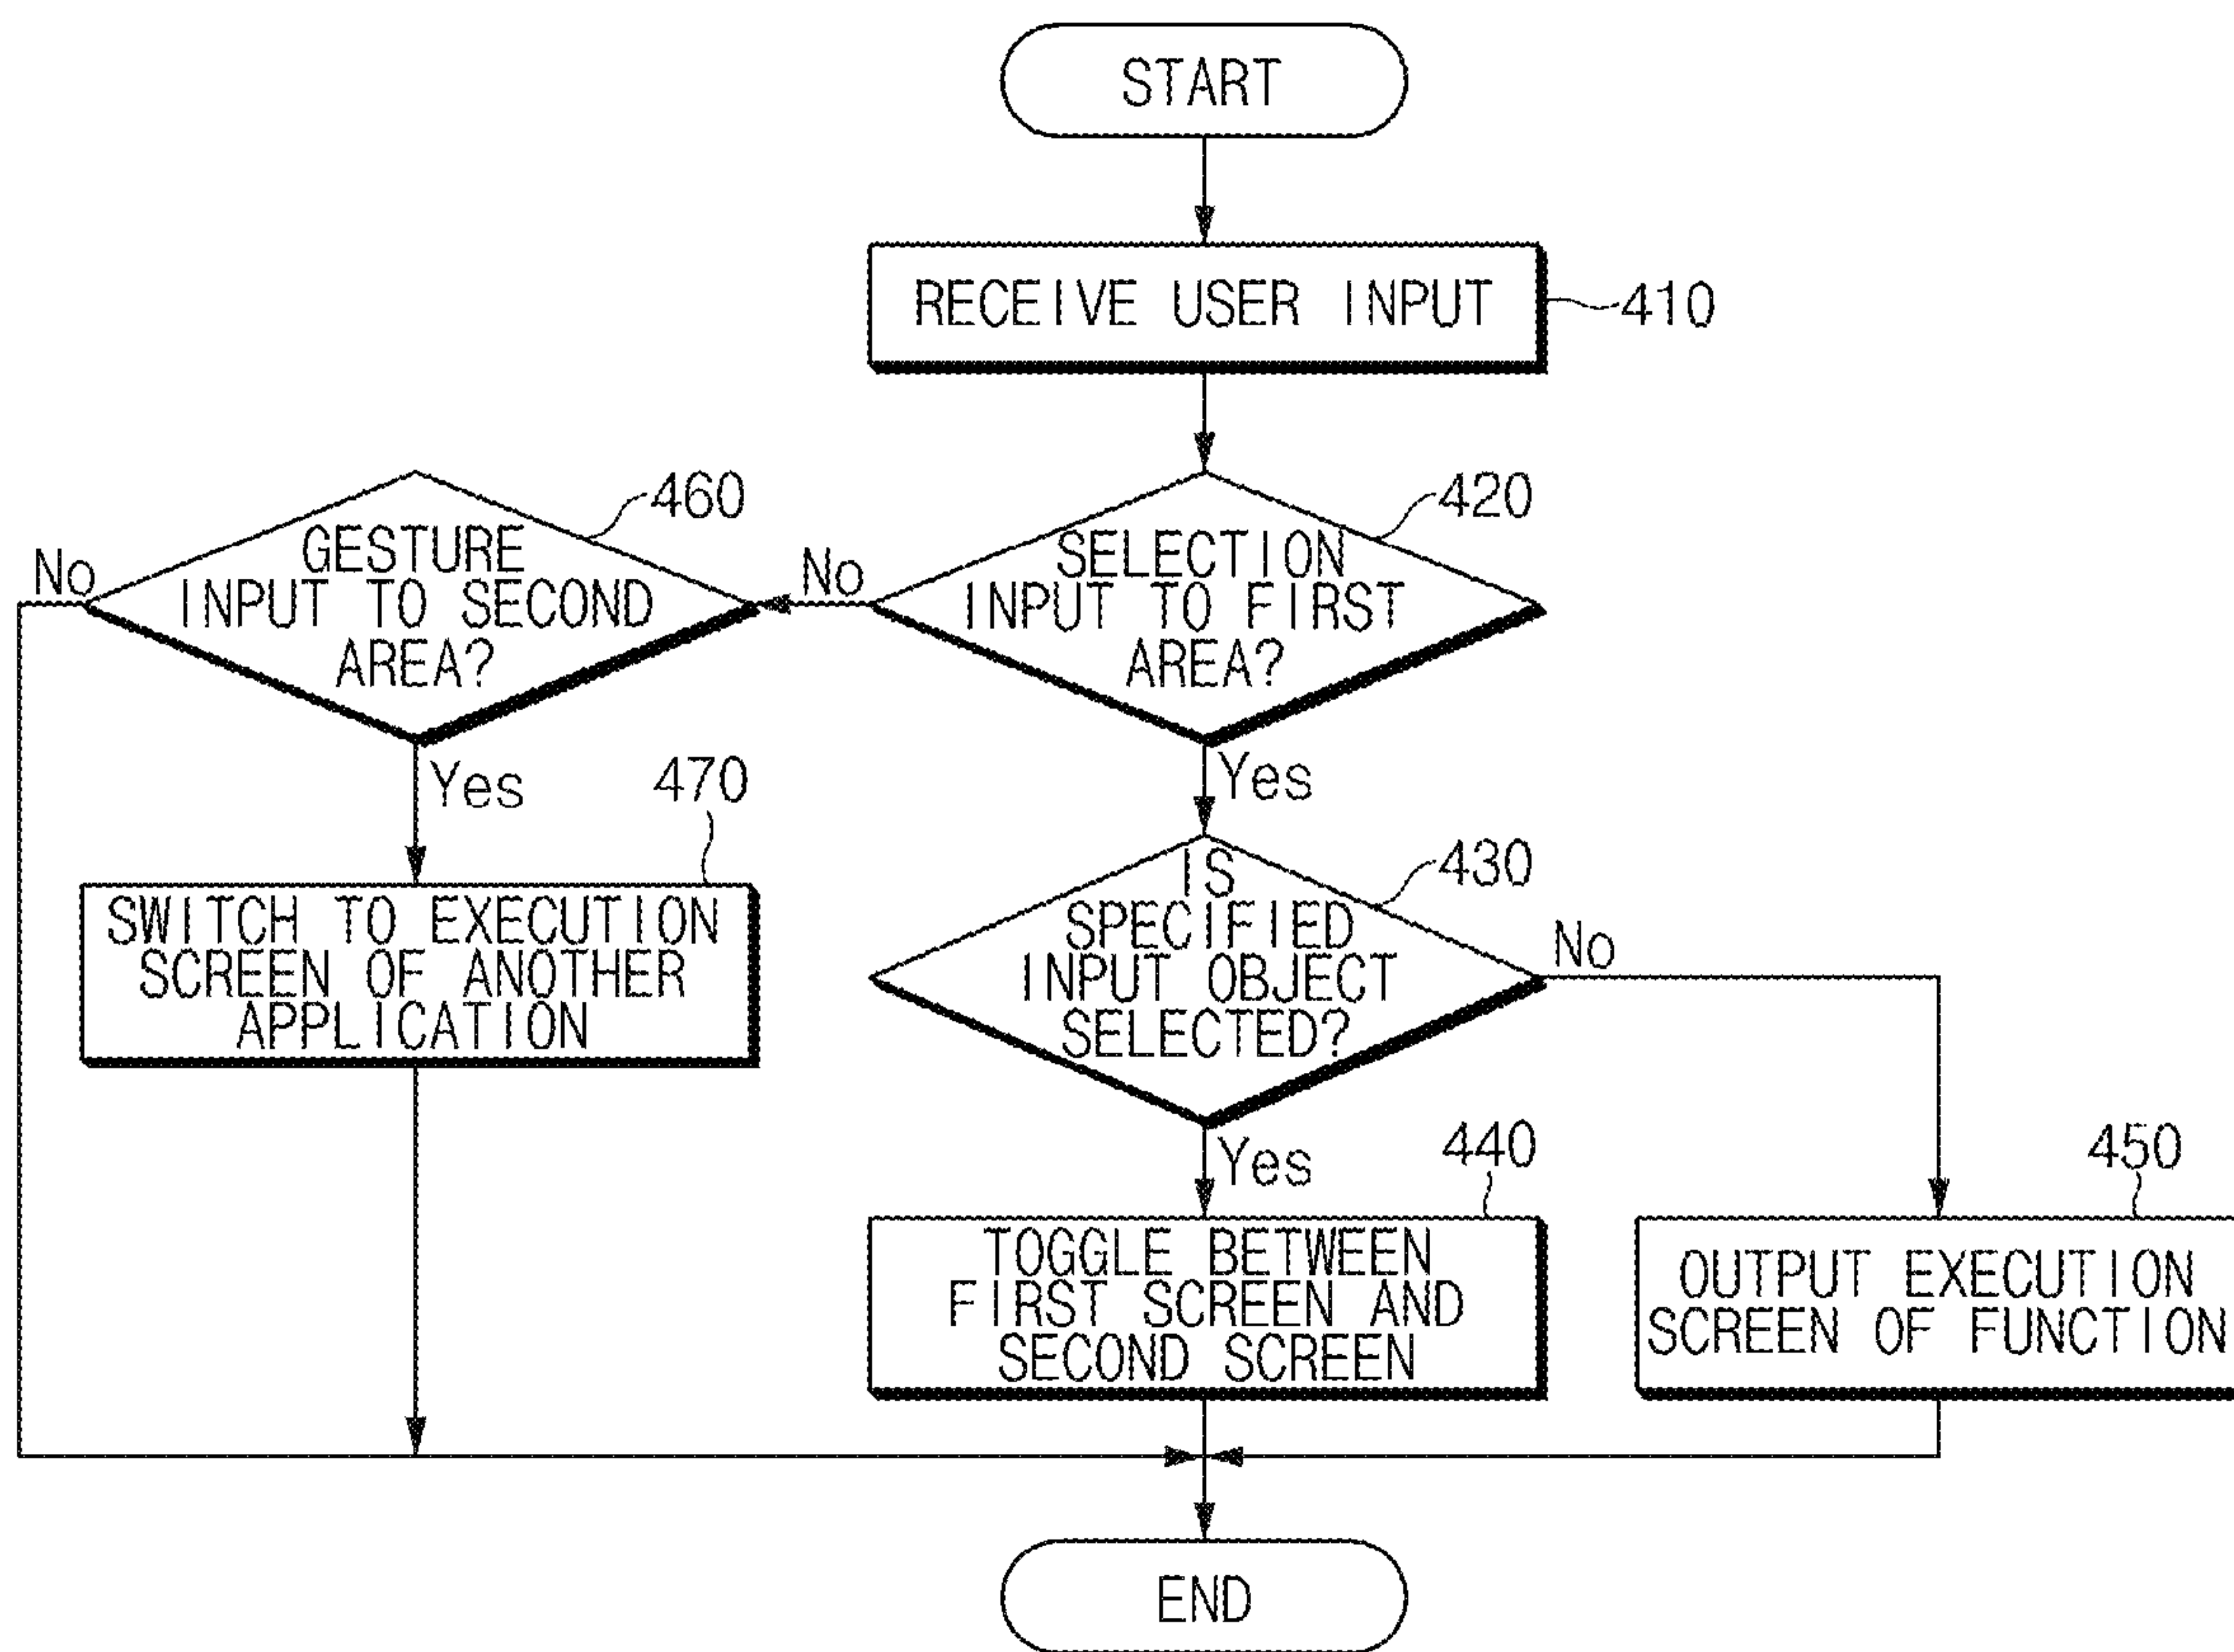 START
RECEIVE USER INPUT
410
460
GESTURE
INPUT TO SECOND
AREA?
No
No
420
SELECTION
INPUT TO FIRST
AREA?
Yes
470
Yes
SWITCH TO EXECUTION
SCREEN OF ANOTHER
APPLICATION
430
IS
SPECIFIED
INPUT OBJECT
SELECTED?
No
Yes
440
TOGGLE BETWEEN
FIRST SCREEN AND
SECOND SCREEN
450
OUTPUT EXECUTION
SCREEN OF FUNCTION
END